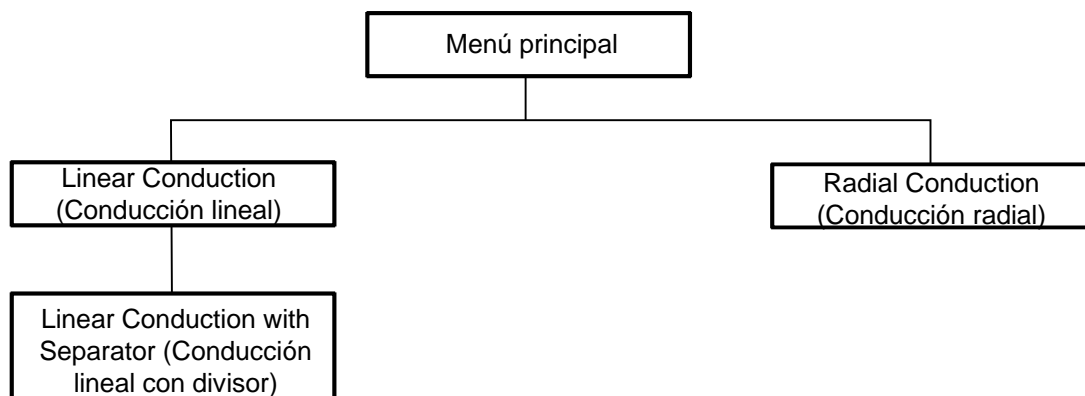 Menú principal
Linear Conduction
(Conducción lineal)
Radial Conduction
(Conducción radial)
Linear Conduction with
Separator (Conducción
lineal con divisor)